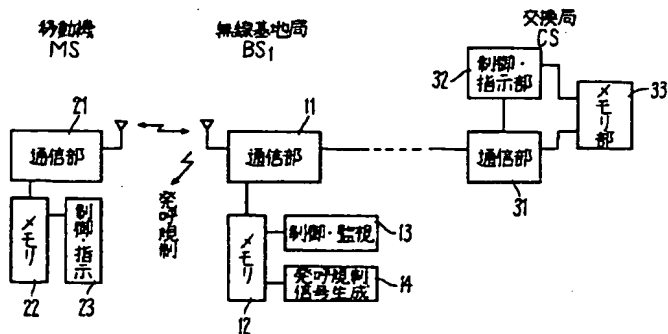 移動機
MS
無線基地局
BS1
交換局
CS
32
制御・
指示部
メモリ部
33
21
11
通信部
通信部
通信部
31
発呼規制
メモリ
制御・指示
制御・監視
13
メモリ
発呼規制
信号生成
14
22
23
12